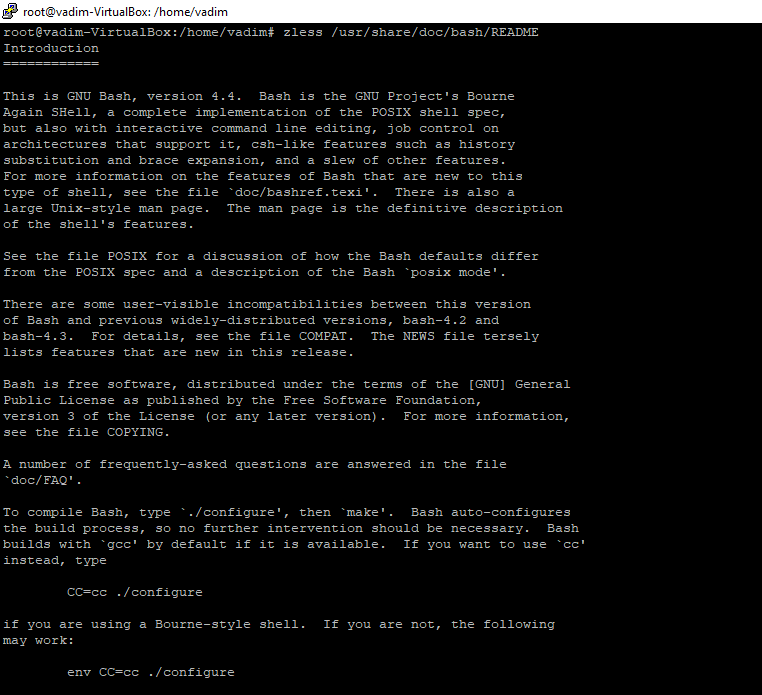 root@vadim-VirtualBox: /home/vadim
root@vadim-VirtualBox:/home/vadim# zless /usr/share/doc/bash/README
Introduction
============
This is GNU Bash, version 4.4.  Bash is the GNU Project's Bourne
Again SHell, a complete implementation of the POSIX shell spec,
but also with interactive command line editing, job control on
architectures that support it, csh-like features such as history
substitution and brace expansion, and a slew of other features.
For more information on the features of Bash that are new to this
type of shell, see the file `doc/bashref.texi'.  There is also a
large Unix-style man page.  The man page is the definitive description
of the shell's features.
See the file POSIX for a discussion of how the Bash defaults differ
from the POSIX spec and a description of the Bash `posix mode'.
There are some user-visible incompatibilities between this version
of Bash and previous widely-distributed versions, bash-4.2 and
bash-4.3.  For details, see the file COMPAT.  The NEWS file tersely
lists features that are new in this release.
Bash is free software, distributed under the terms of the [GNU] General
Public License as published by the Free Software Foundation,
version 3 of the License (or any later version).  For more information,
see the file COPYING.
A number of frequently-asked questions are answered in the file
`doc/FAQ'.
To compile Bash, type `./configure', then `make'.  Bash auto-configures
the build process, so no further intervention should be necessary.  Bash
builds with `gcc' by default if it is available.  If you want to use `cc'
instead, type
CC=cc ./configure
if you are using a Bourne-style shell.  If you are not, the following
may work:
env CC=cc ./configure